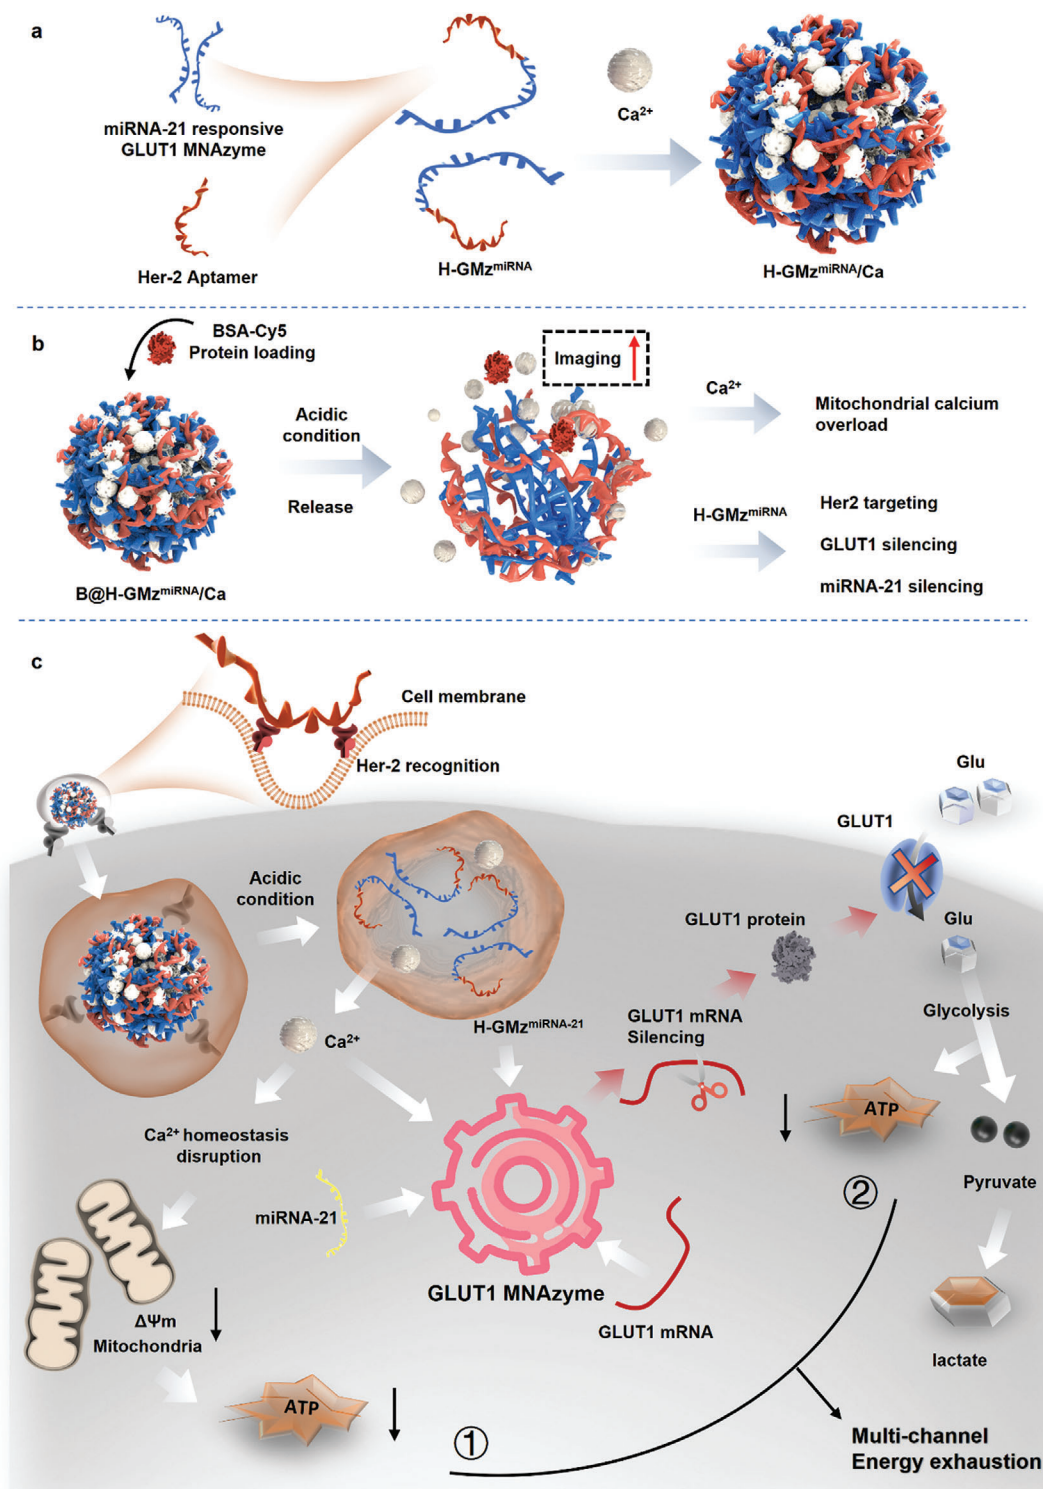 a
miRNA-21 responsive
GLUT1 MNAzyme
Her-2 Aptamer
H-GMz^miRNA
Ca²⁺
H-GMz^miRNA/Ca
b
BSA-Cy5
Protein loading
B@H-GMz^miRNA/Ca
Acidic
condition
Release
Imaging
Ca²⁺
Mitochondrial calcium
overload
H-GMz^miRNA
Her2 targeting
GLUT1 silencing
miRNA-21 silencing
c
Cell membrane
Her-2 recognition
Acidic
condition
H-GMz^miRNA-21
Ca²⁺
Ca²⁺ homeostasis
disruption
miRNA-21
ΔΨm
Mitochondria
ATP
①
GLUT1 MNAzyme
GLUT1 mRNA
GLUT1 mRNA
Silencing
GLUT1 protein
GLUT1
Glu
Glu
Glycolysis
ATP
②
Pyruvate
lactate
Multi-channel
Energy exhaustion